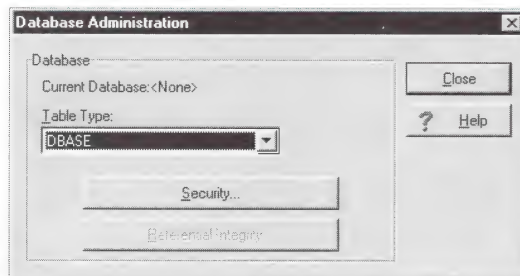 Database Administration
Database
Current Database:<None>
Table Type:
DBASE
Security...
Referential Integrity
Close
? Help